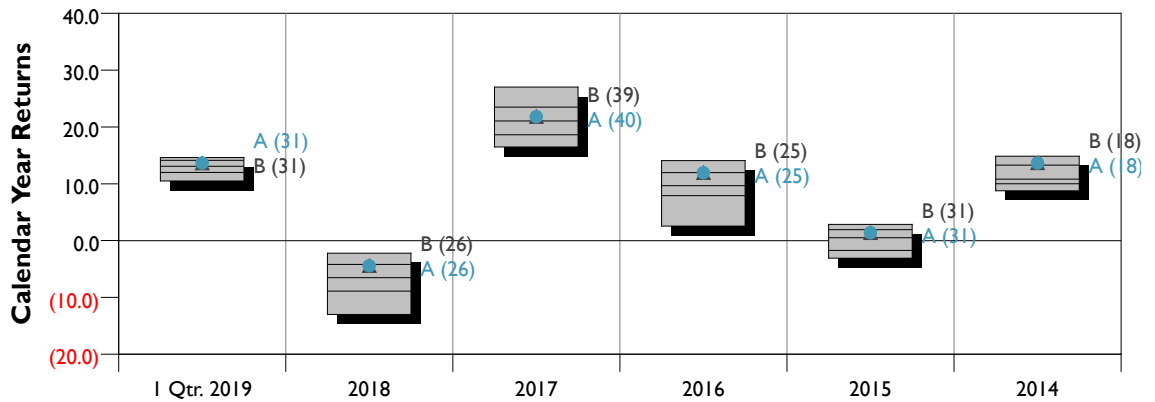 Calendar Year Returns
40.0
30.0
20.0
10.0
0.0
(10.0)
(20.0)
A (31)
B (31)
B (26)
A (26)
B (39)
A (40)
B (25)
A (25)
B (31)
A (31)
B (18)
A (18)
1 Qtr. 2019
2018
2017
2016
2015
2014